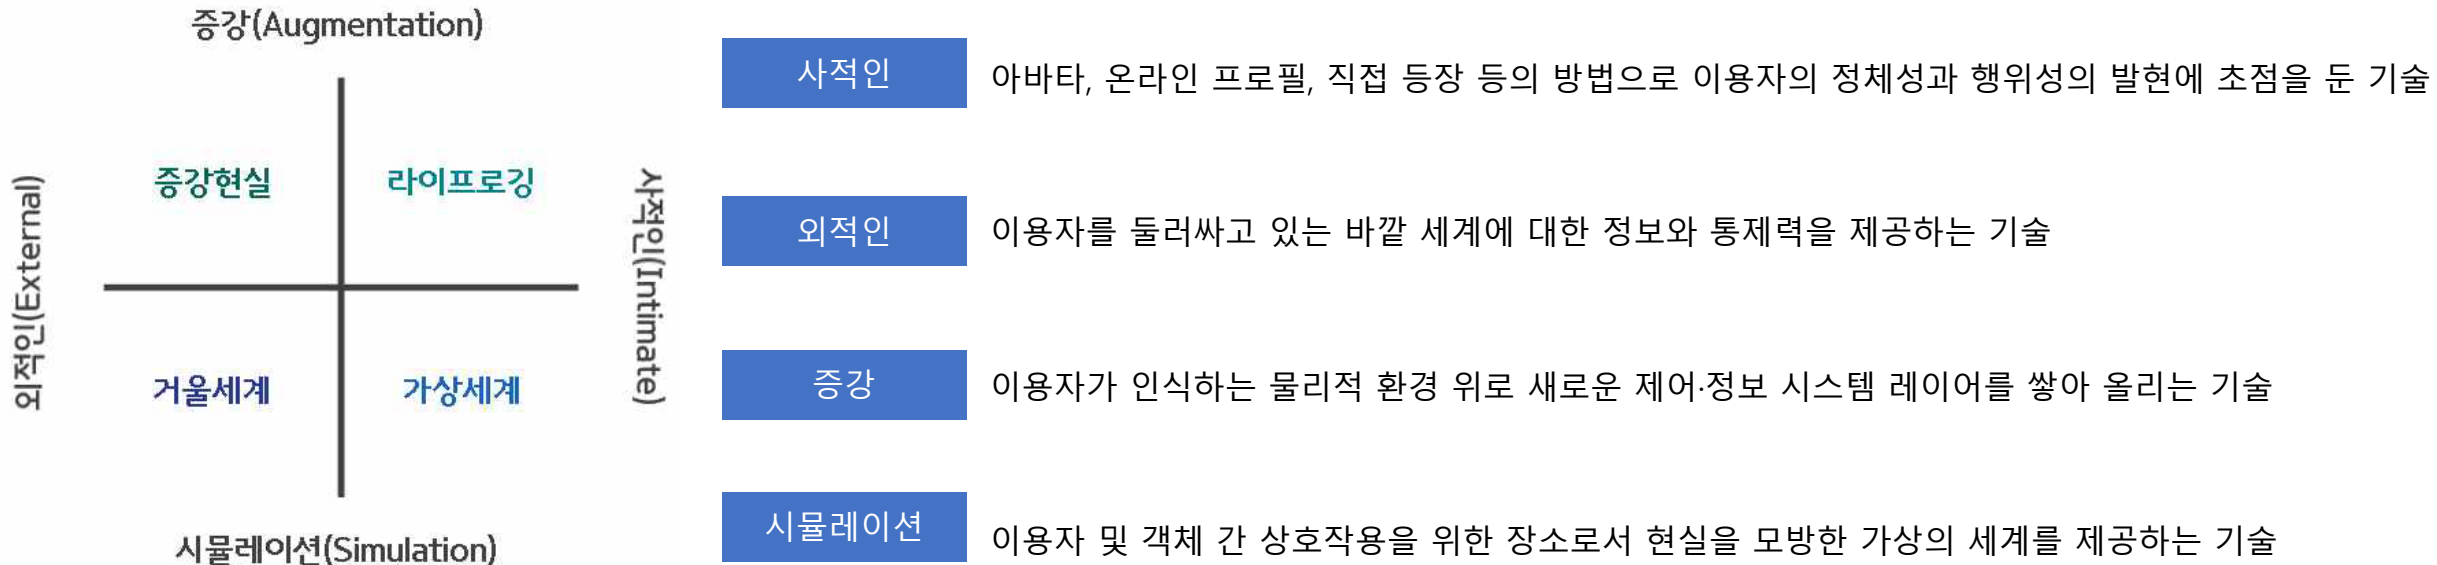 증강(Augmentation)
증강현실
라이프로깅
외적인(External)
사적인(Intimate)
거울세계
가상세계
시뮬레이션(Simulation)
사적인
아바타, 온라인 프로필, 직접 등장 등의 방법으로 이용자의 정체성과 행위성의 발현에 초점을 둔 기술
외적인
이용자를 둘러싸고 있는 바깥 세계에 대한 정보와 통제력을 제공하는 기술
증강
이용자가 인식하는 물리적 환경 위로 새로운 제어·정보 시스템 레이어를 쌓아 올리는 기술
시뮬레이션
이용자 및 객체 간 상호작용을 위한 장소로서 현실을 모방한 가상의 세계를 제공하는 기술